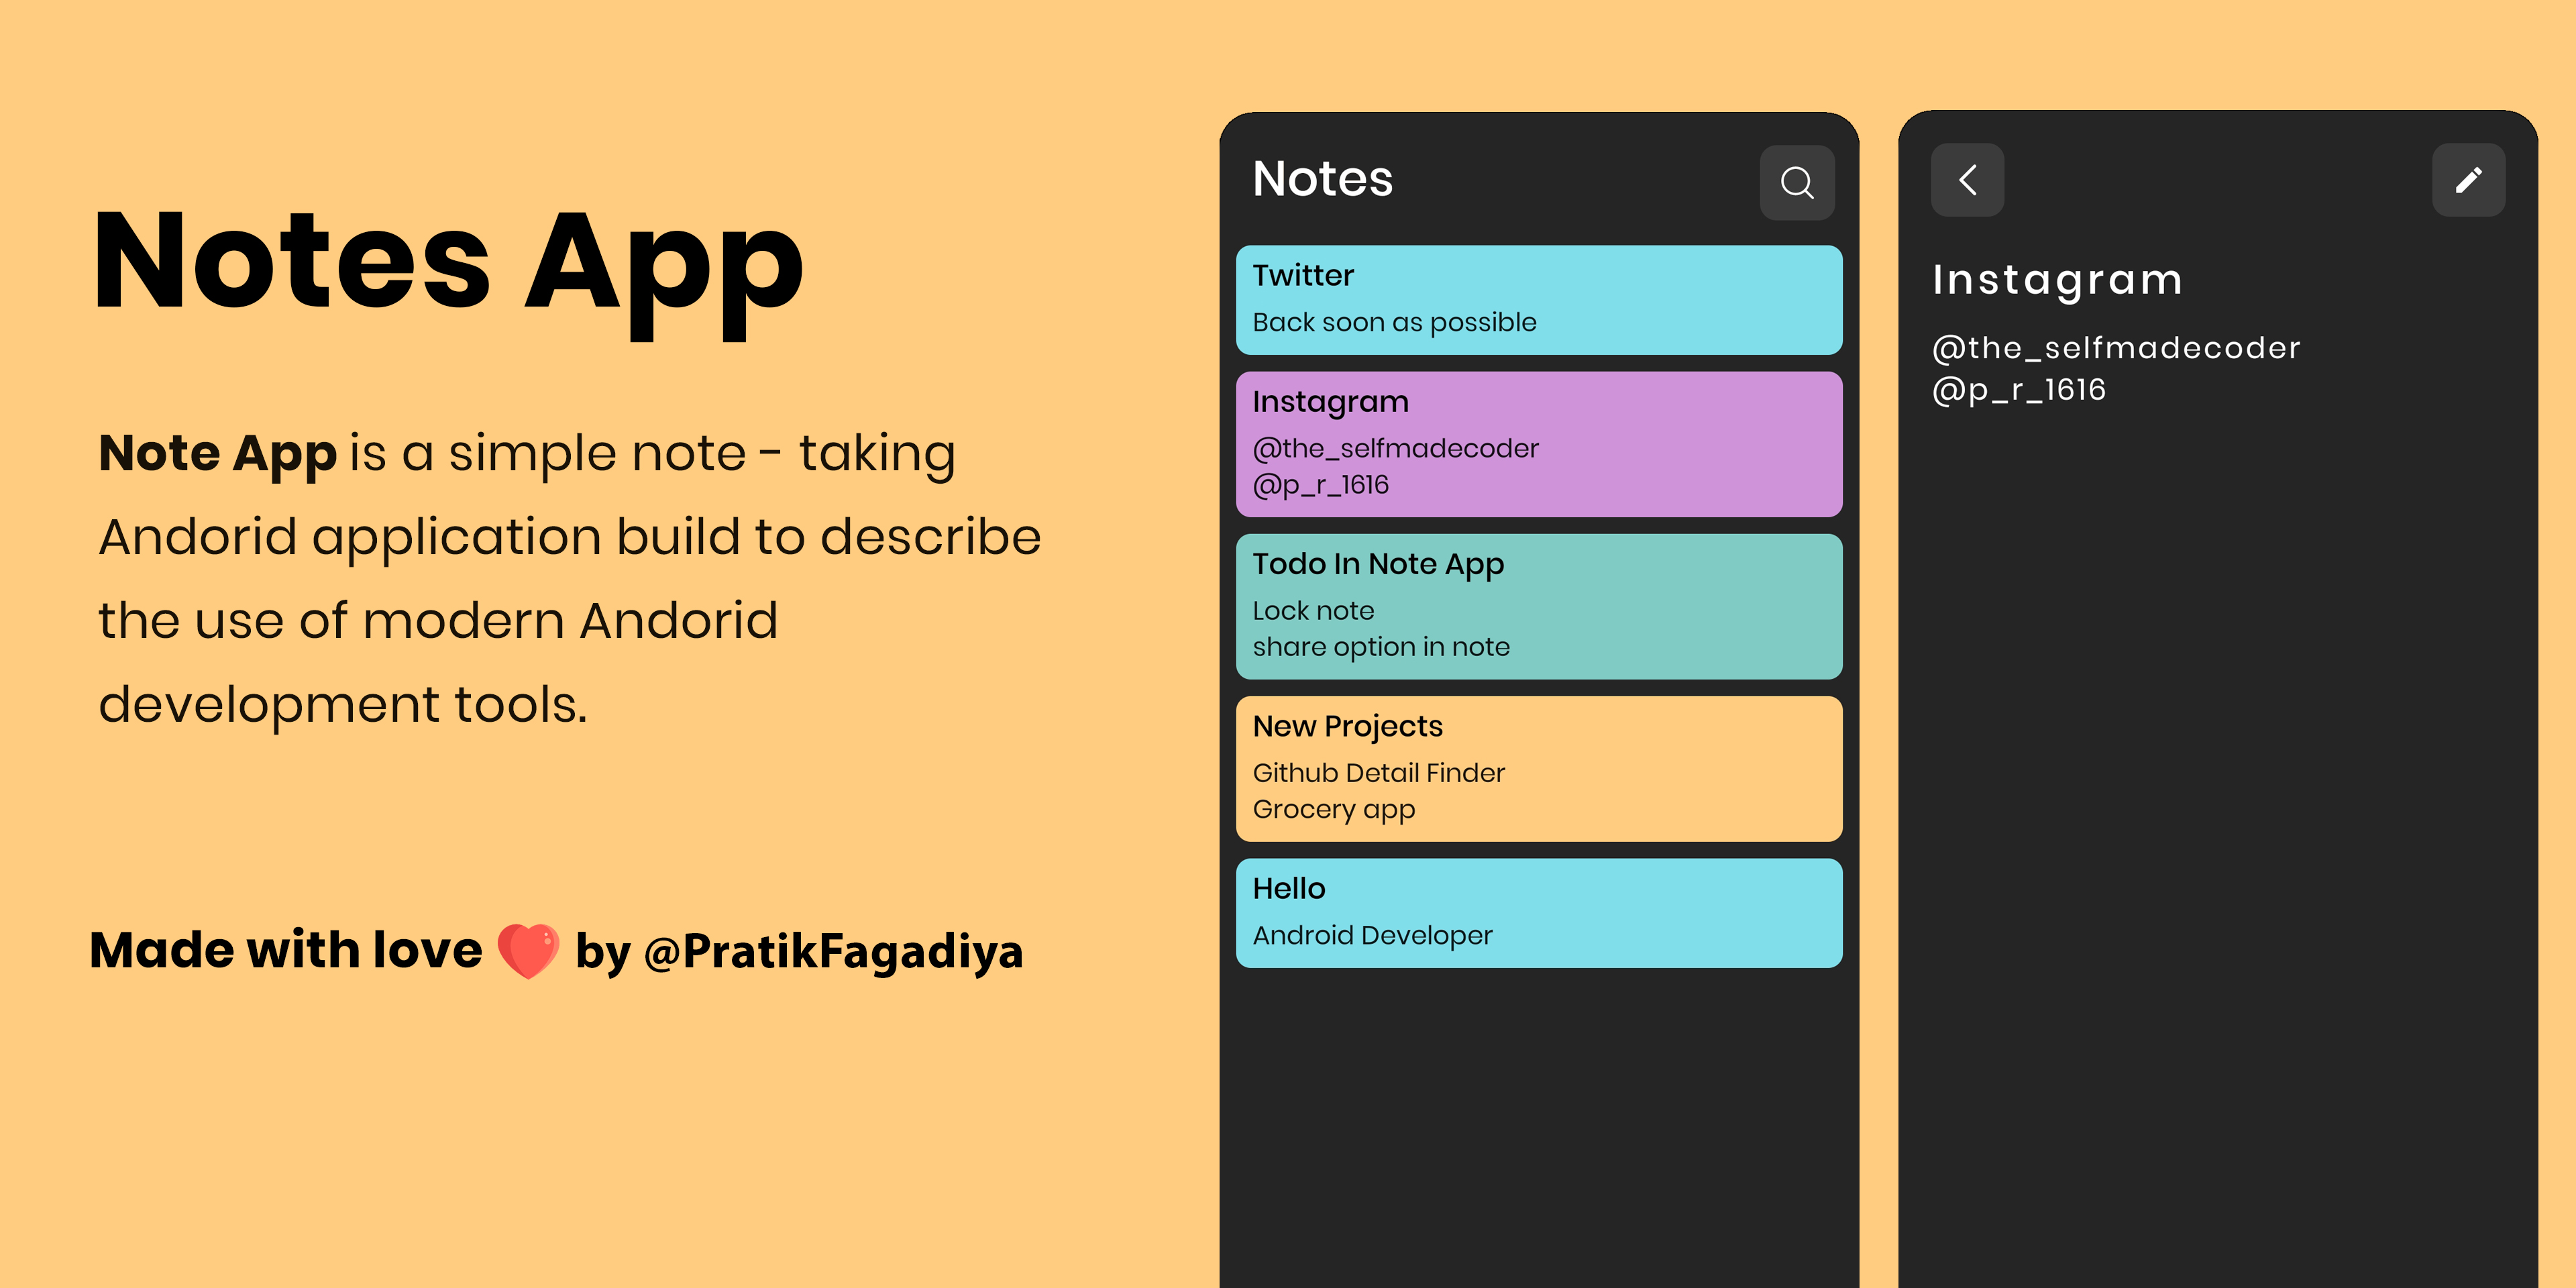 Notes App
Note App is a simple note - taking
Andorid application build to describe
the use of modern Andorid
development tools.
Made with love by @PratikFagadiya
Notes
Twitter
Back soon as possible
Instagram
@the_selfmadecoder
@p_r_1616
Todo In Note App
Lock note
share option in note
New Projects
Github Detail Finder
Grocery app
Hello
Android Developer
Instagram
@the_selfmadecoder
@p_r_1616